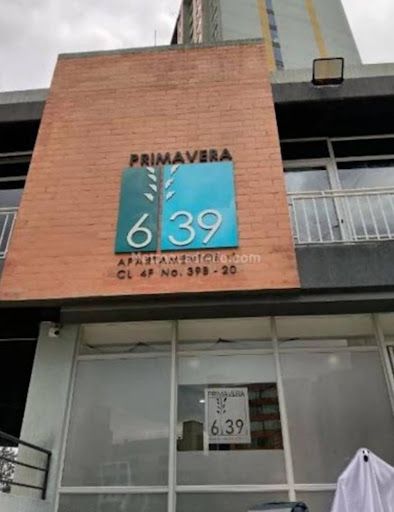 PRIMAVERA
6 39
APARTAMENTOS
CL 4F No. 39B - 20
PRIMAVERA
6 39